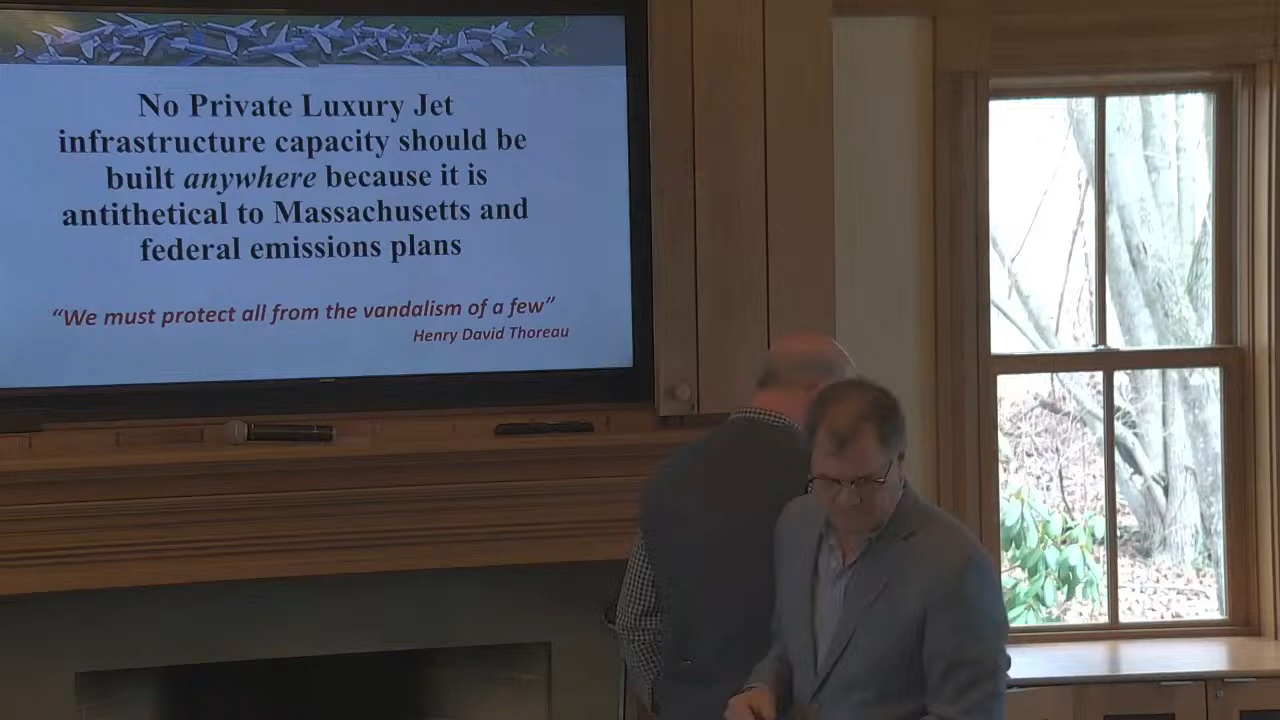 No Private Luxury Jet
infrastructure capacity should be
built anywhere because it is
antithetical to Massachusetts and
federal emissions plans
“We must protect all from the vandalism of a few”
Henry David Thoreau